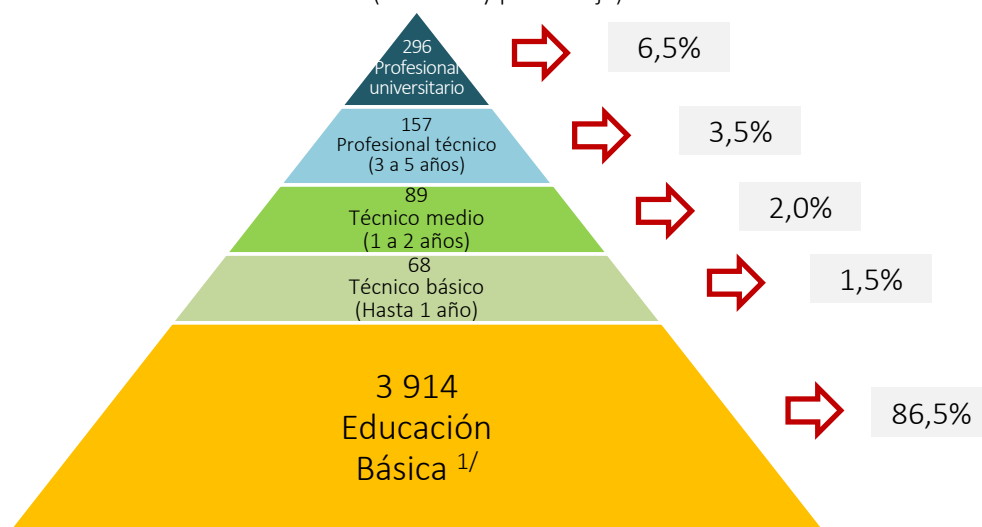 296
Profesional
universitario
6,5%
157
Profesional técnico
(3 a 5 años)
3,5%
89
Técnico medio
(1 a 2 años)
2,0%
68
Técnico básico
(Hasta 1 año)
1,5%
3 914
Educación
Básica 1/
86,5%